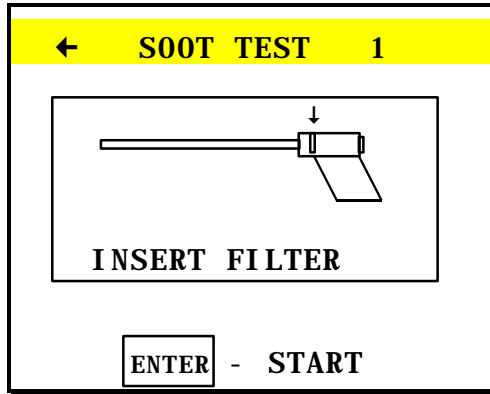 ← SOOT TEST 1
INSERT FILTER
ENTER - START